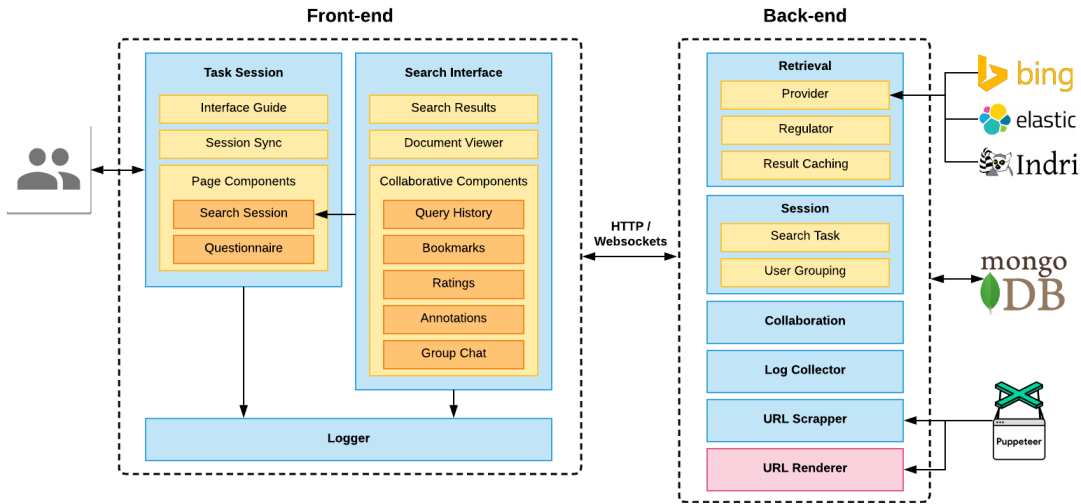 Front-end
Back-end
Task Session
Interface Guide
Session Sync
Page Components
Search Session
Questionnaire
Search Interface
Search Results
Document Viewer
Collaborative Components
Query History
Bookmarks
Ratings
Annotations
Group Chat
Logger
HTTP /
Websockets
Retrieval
Provider
Regulator
Result Caching
Session
Search Task
User Grouping
Collaboration
Log Collector
URL Scrapper
URL Renderer
bing
elastic
Indri
mongo
DB
Puppeteer